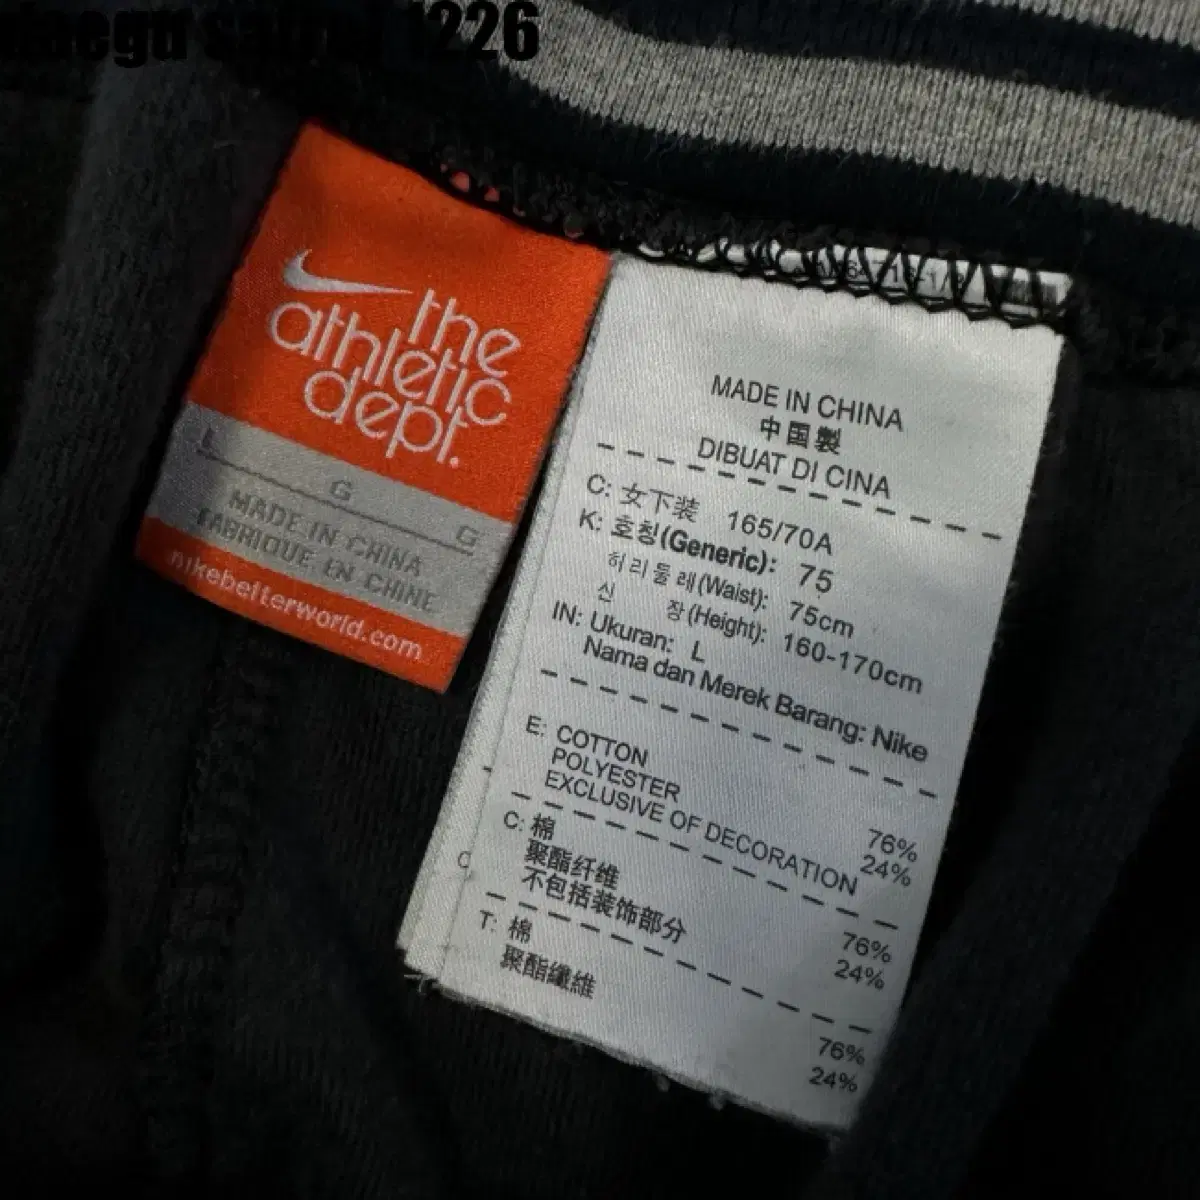 1226
the
athletic
dept.
L
G
G
MADE IN CHINA
FABRIQUE EN CHINE
nikebetterworld.com
MADE IN CHINA
中国製
DIBUAT DI CINA
C: 女下装 165/70A
K: 호칭(Generic): 75
허리둘레(Waist): 75cm
신 장(Height): 160-170cm
IN: Ukuran: L
Nama dan Merek Barang: Nike
E: COTTON 76%
POLYESTER 24%
EXCLUSIVE OF DECORATION
C: 棉 76%
聚酯纤维 24%
不包括装饰部分
T: 棉 76%
聚酯纖維 24%